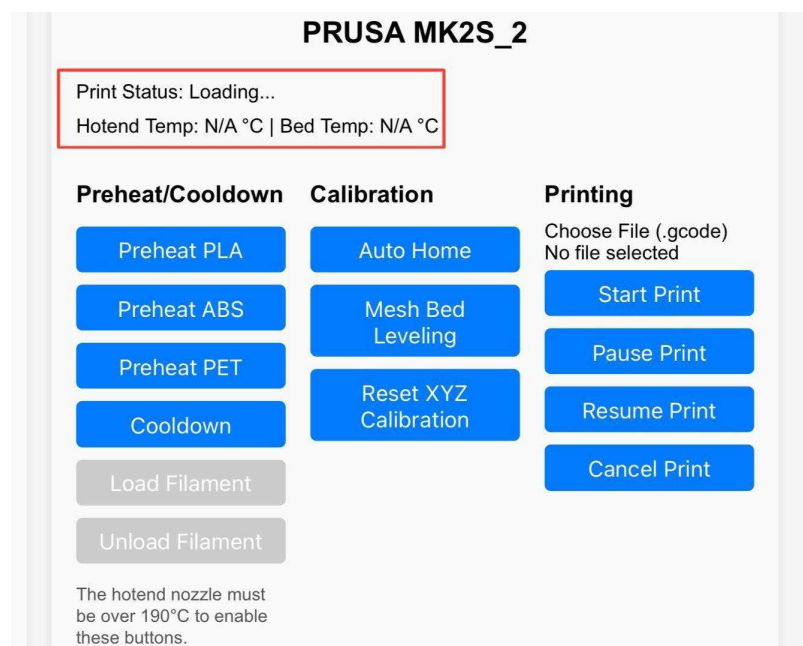 PRUSA MK2S_2
Print Status: Loading...
Hotend Temp: N/A °C | Bed Temp: N/A °C
Preheat/Cooldown
Preheat PLA
Preheat ABS
Preheat PET
Cooldown
Load Filament
Unload Filament
The hotend nozzle must
be over 190°C to enable
these buttons.
Calibration
Auto Home
Mesh Bed
Leveling
Reset XYZ
Calibration
Printing
Choose File (.gcode)
No file selected
Start Print
Pause Print
Resume Print
Cancel Print